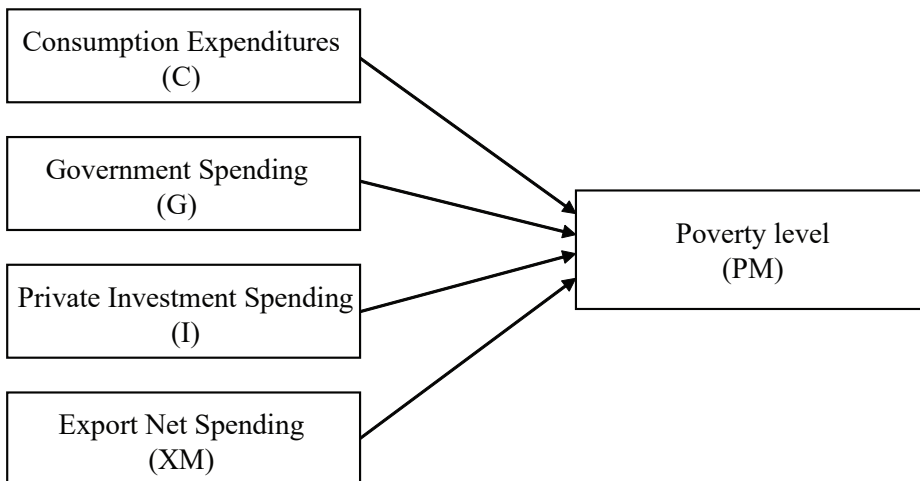 Consumption Expenditures
(C)
Government Spending
(G)
Private Investment Spending
(I)
Export Net Spending
(XM)
Poverty level
(PM)